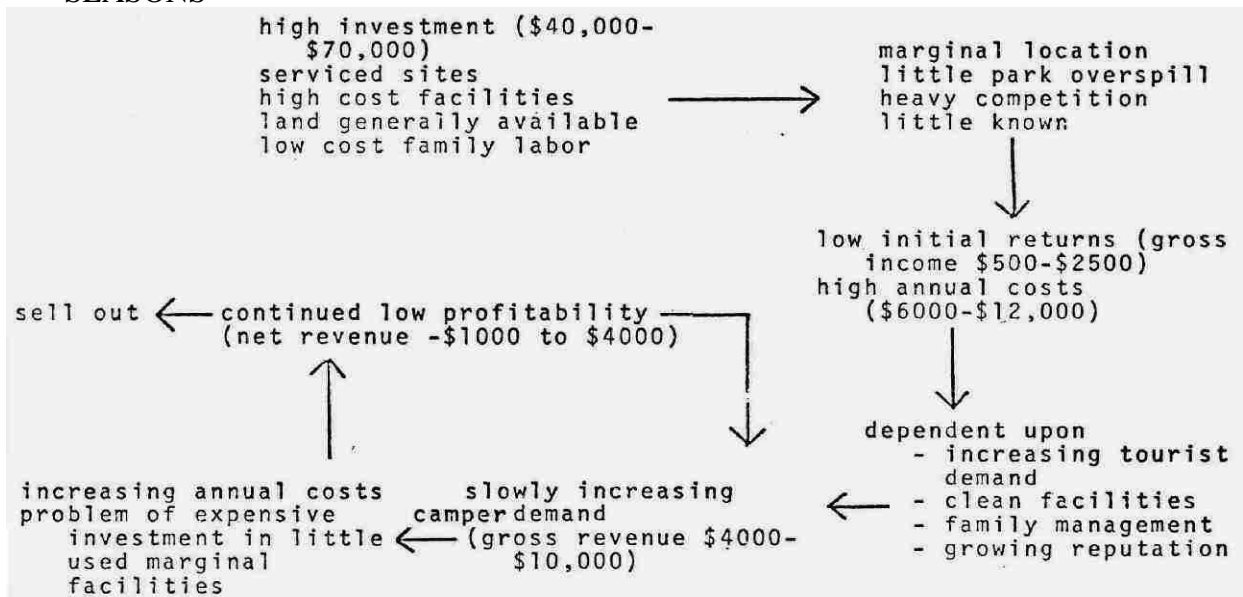 SEASONS
high investment ($40,000-
$70,000)
serviced sites
high cost facilities
land generally available
low cost family labor
marginal location
little park overspill
heavy competition
little known
low initial returns (gross
income $500-$2500)
high annual costs
($6000-$12,000)
dependent upon
- increasing tourist
demand
- clean facilities
- family management
- growing reputation
slowly increasing
camper demand
(gross revenue $4000-
$10,000)
increasing annual costs
problem of expensive
investment in little
used marginal
facilities
continued low profitability
(net revenue -$1000 to $4000)
sell out